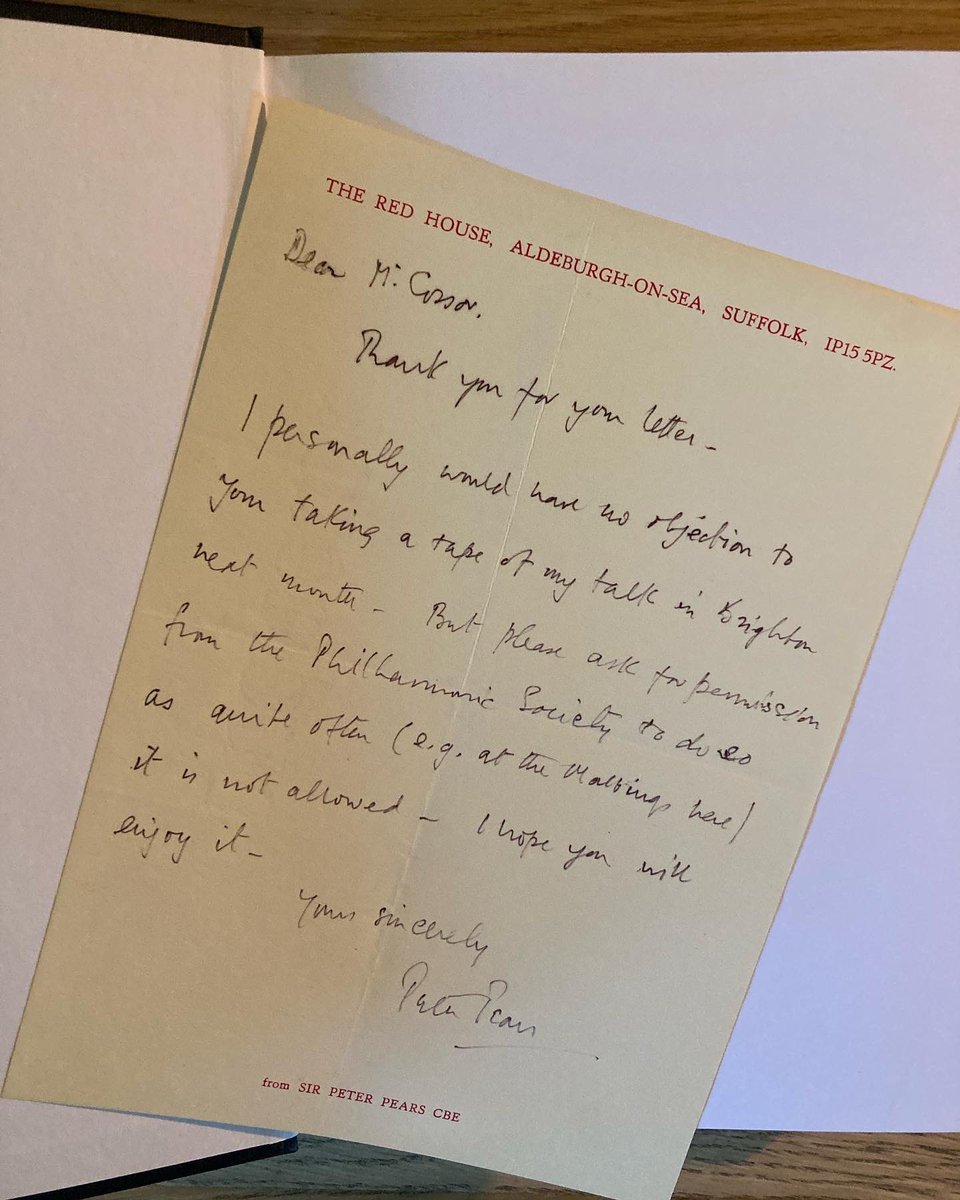 THE RED HOUSE, ALDEBURGH-ON-SEA, SUFFOLK, IP15 5PZ.
Dear Mr. Cossor.
Thank you for your letter –
I personally would have no objection to
your taking a tape of my talk in Brighton
next month – But please ask for permission
from the Philharmonic Society to do so
as quite often (e.g. at the Maltings here)
it is not allowed – I hope you will
enjoy it –
Yours sincerely
Peter Pears
from SIR PETER PEARS CBE